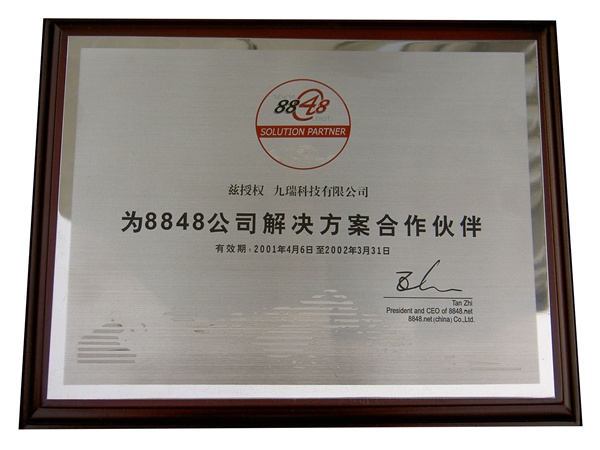 8848
net
SOLUTION PARTNER
兹授权 九瑞科技有限公司
为8848公司解决方案合作伙伴
有效期：2001年4月6日至2002年3月31日
Tan Zhi
President and CEO of 8848.net
8848.net(china) Co.,Ltd.